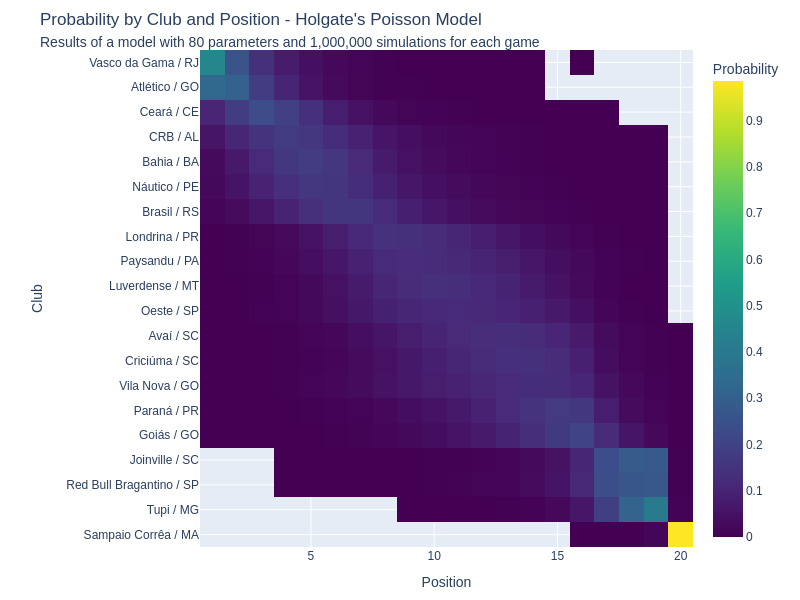 Probability by Club and Position - Holgate's Poisson Model
Results of a model with 80 parameters and 1,000,000 simulations for each game
Probability
Vasco da Gama / RJ
Atlético / GO
Ceará / CE
CRB / AL
Bahia / BA
Náutico / PE
Brasil / RS
Londrina / PR
Paysandu / PA
Luverdense / MT
Oeste / SP
Avaí / SC
Criciúma / SC
Vila Nova / GO
Paraná / PR
Goiás / GO
Joinville / SC
Red Bull Bragantino / SP
Tupi / MG
Sampaio Corrêa / MA
Club
5
10
15
20
Position
0.9
0.8
0.7
0.6
0.5
0.4
0.3
0.2
0.1
0